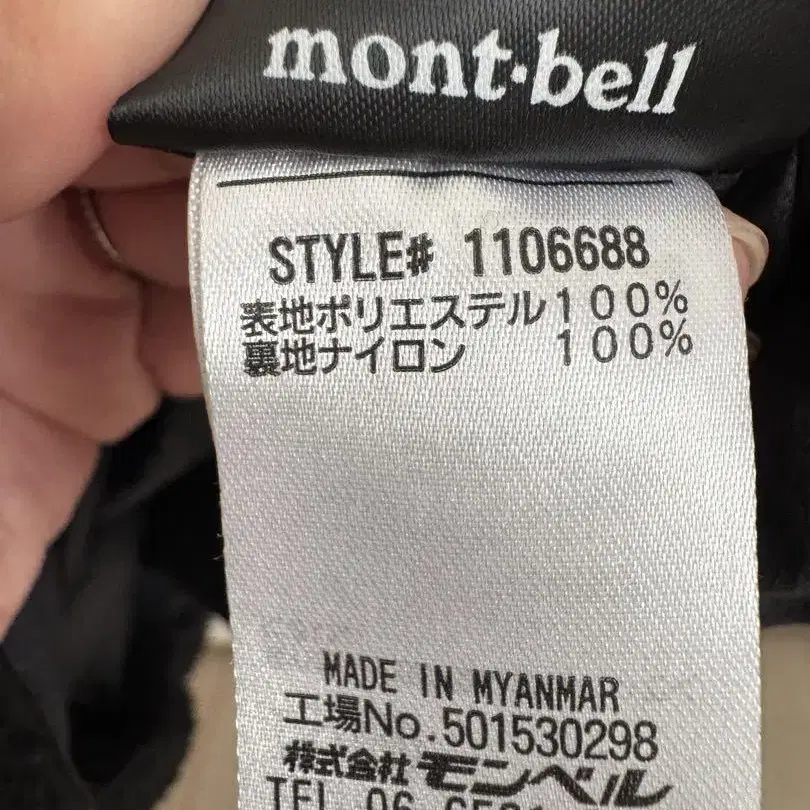 mont-bell
STYLE# 1106688
表地ポリエステル100%
裏地ナイロン 100%
MADE IN MYANMAR
工場No.501530298
株式会社モンベル
TEL 06